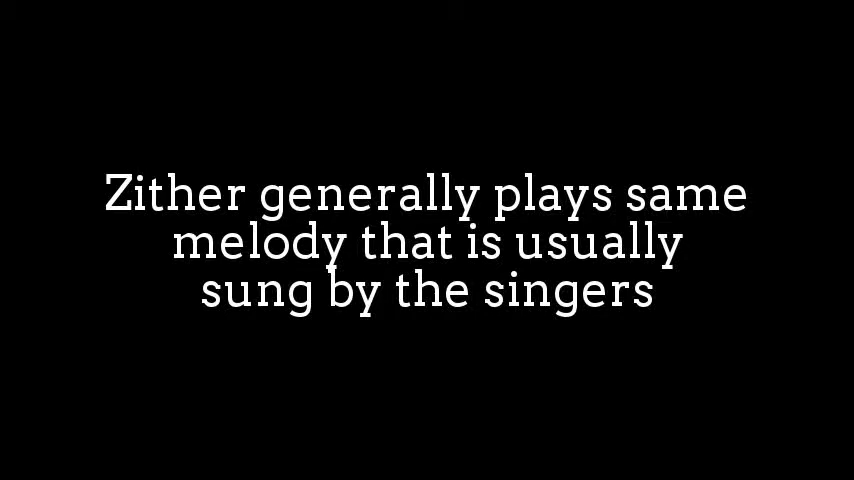 Zither generally plays same
melody that is usually
sung by the singers